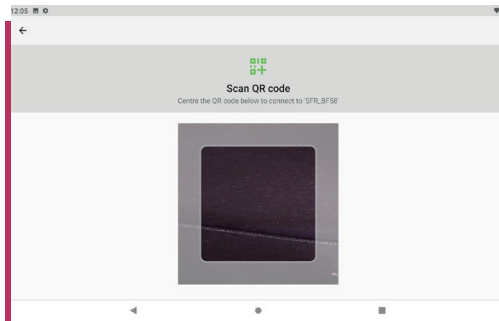 12:05
Scan QR code
Centre the QR code below to connect to 'SFR_BF58'